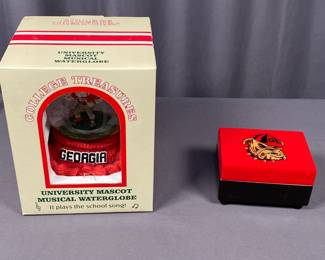 UNIVERSITY
MASCOT
MUSICAL
WATERGLOBE
COLLEGE TREASURES
GEORGIA
UNIVERSITY MASCOT
MUSICAL WATERGLOBE
It plays the school song!